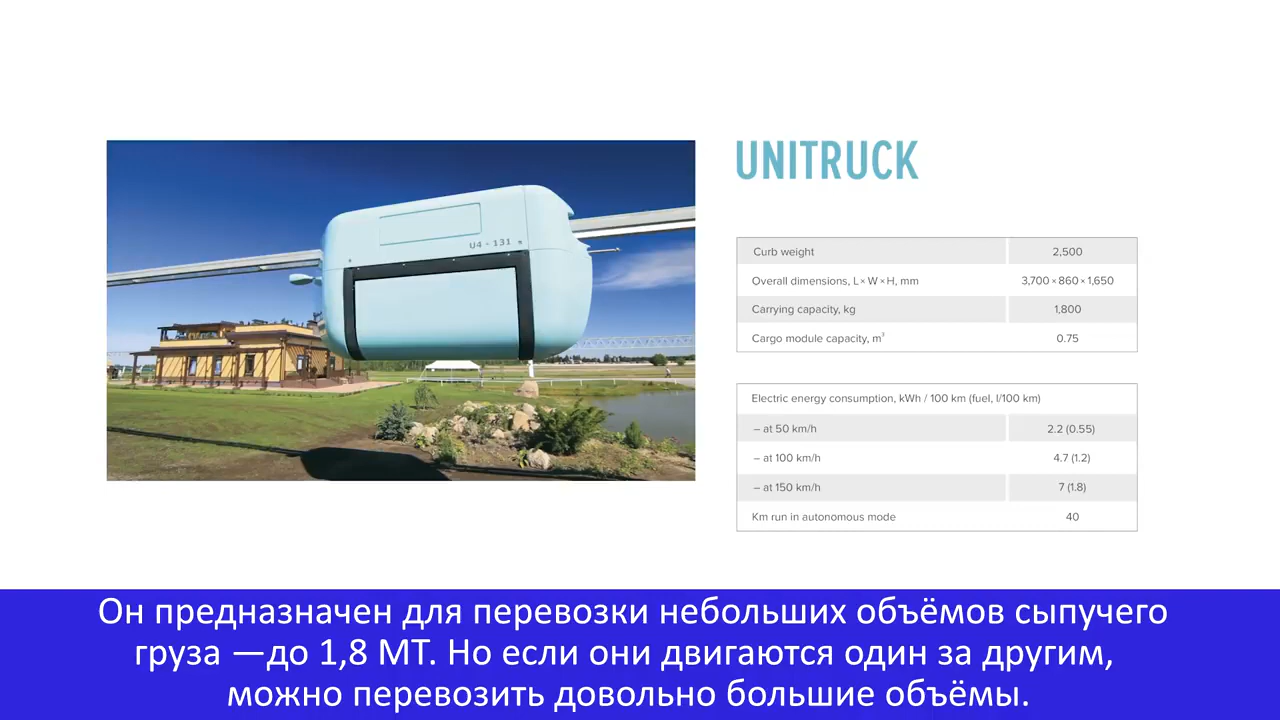 UNITRUCK
U4 - 131
Curb weight 2,500
Overall dimensions, L × W × H, mm 3,700 × 860 × 1,650
Carrying capacity, kg 1,800
Cargo module capacity, m³ 0.75
Electric energy consumption, kWh / 100 km (fuel, l/100 km)
– at 50 km/h 2.2 (0.55)
– at 100 km/h 4.7 (1.2)
– at 150 km/h 7 (1.8)
Km run in autonomous mode 40
Он предназначен для перевозки небольших объёмов сыпучего
груза —до 1,8 МТ. Но если они двигаются один за другим,
можно перевозить довольно большие объёмы.